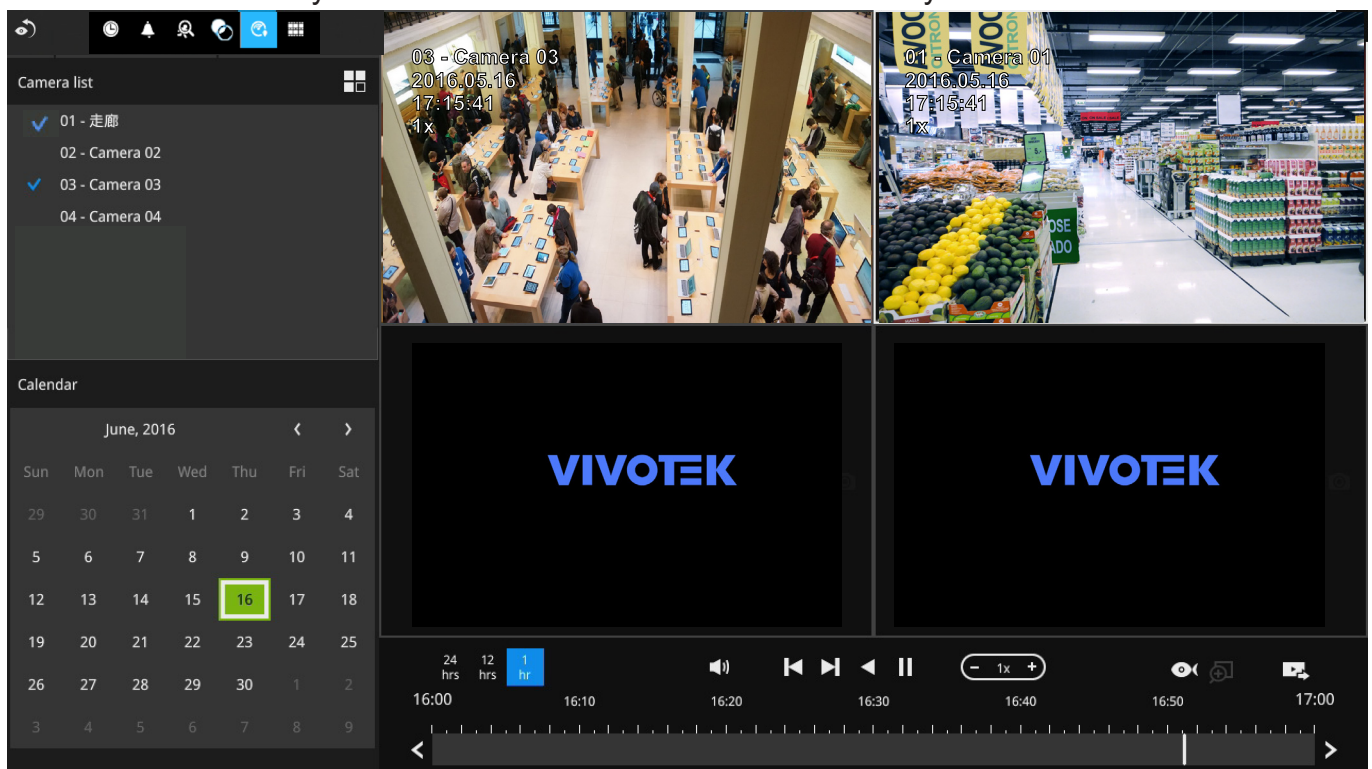 Camera list
01 - 走廊
02 - Camera 02
03 - Camera 03
04 - Camera 04
Calendar
June, 2016
Sun Mon Tue Wed Thu Fri Sat
29 30 31 1 2 3 4
5 6 7 8 9 10 11
12 13 14 15 16 17 18
19 20 21 22 23 24 25
26 27 28 29 30 1 2
3 4 5 6 7 8 9
03 - Camera 03
2016.05.16
17:15:41
1x
01 - Camera 01
2016.05.16
17:15:41
1x
VIVOTEK
VIVOTEK
24 hrs
12 hrs
1 hr
1x
16:00 16:10 16:20 16:30 16:40 16:50 17:00